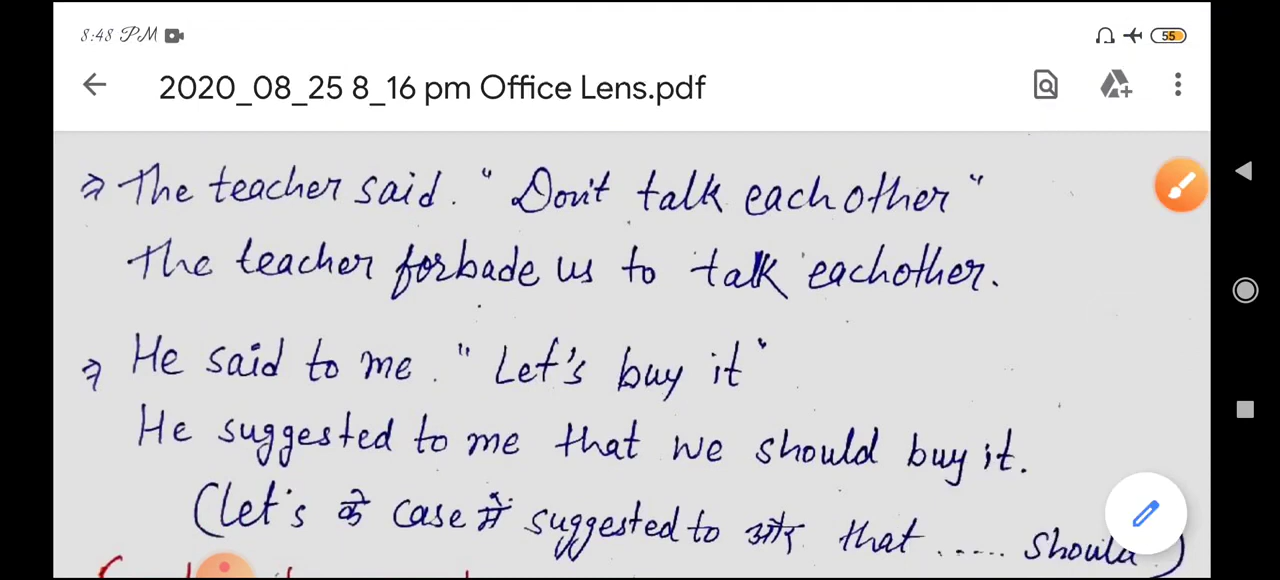 8:48 PM
55
2020_08_25 8_16 pm Office Lens.pdf
⇒ The teacher said. "Don't talk each other"
The teacher forbade us to talk eachother.
⇒ He said to me. "Let's buy it"
He suggested to me that we should buy it.
(let's के case में suggested to और that ...... should)